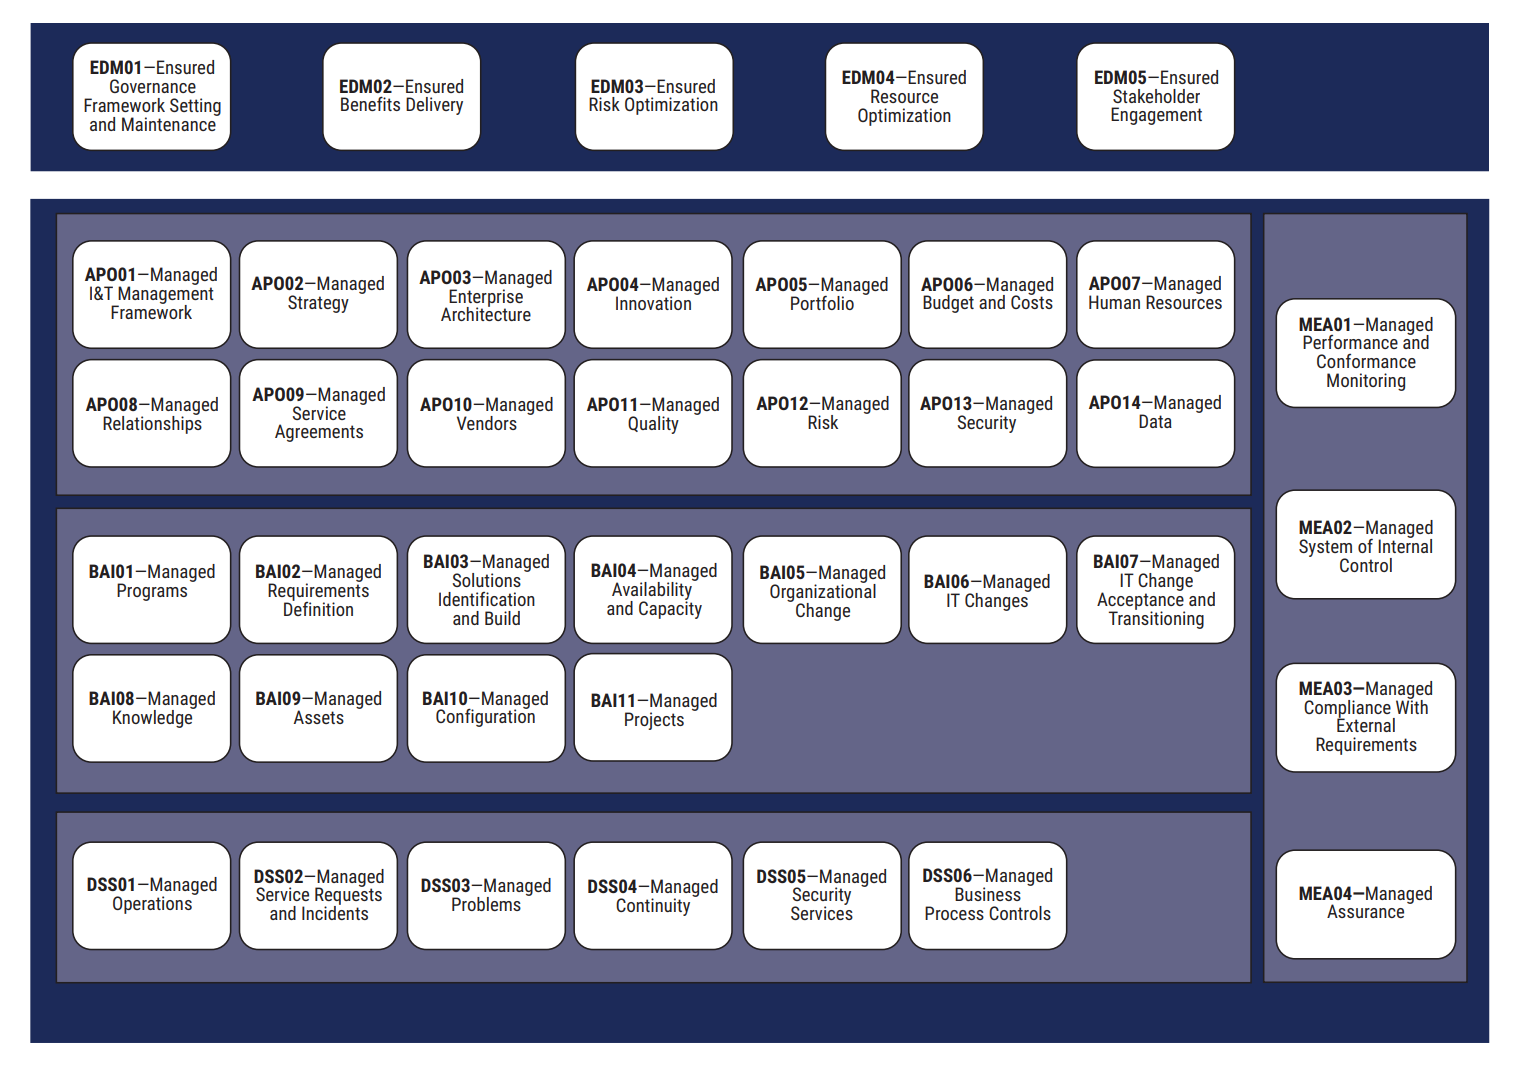 EDM01—Ensured
Governance
Framework Setting
and Maintenance
EDM02—Ensured
Benefits Delivery
EDM03—Ensured
Risk Optimization
EDM04—Ensured
Resource
Optimization
EDM05—Ensured
Stakeholder
Engagement
APO01—Managed
I&T Management
Framework
APO02—Managed
Strategy
APO03—Managed
Enterprise
Architecture
APO04—Managed
Innovation
APO05—Managed
Portfolio
APO06—Managed
Budget and Costs
APO07—Managed
Human Resources
APO08—Managed
Relationships
APO09—Managed
Service
Agreements
APO10—Managed
Vendors
APO11—Managed
Quality
APO12—Managed
Risk
APO13—Managed
Security
APO14—Managed
Data
BAI01—Managed
Programs
BAI02—Managed
Requirements
Definition
BAI03—Managed
Solutions
Identification
and Build
BAI04—Managed
Availability
and Capacity
BAI05—Managed
Organizational
Change
BAI06—Managed
IT Changes
BAI07—Managed
IT Change
Acceptance and
Transitioning
BAI08—Managed
Knowledge
BAI09—Managed
Assets
BAI10—Managed
Configuration
BAI11—Managed
Projects
DSS01—Managed
Operations
DSS02—Managed
Service Requests
and Incidents
DSS03—Managed
Problems
DSS04—Managed
Continuity
DSS05—Managed
Security
Services
DSS06—Managed
Business
Process Controls
MEA01—Managed
Performance and
Conformance
Monitoring
MEA02—Managed
System of Internal
Control
MEA03—Managed
Compliance With
External
Requirements
MEA04—Managed
Assurance